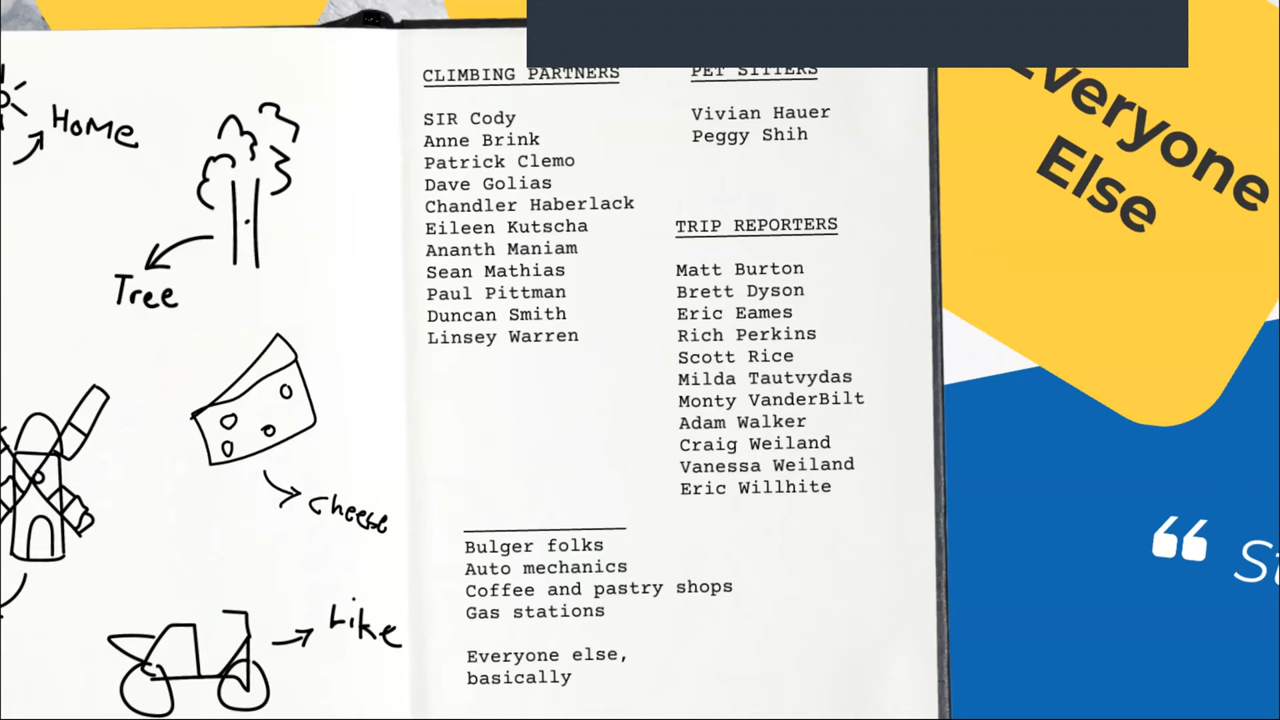 Home
Tree
Cheese
Like
CLIMBING PARTNERS
SIR Cody
Anne Brink
Patrick Clemo
Dave Golias
Chandler Haberlack
Eileen Kutscha
Ananth Maniam
Sean Mathias
Paul Pittman
Duncan Smith
Linsey Warren
PET SITTERS
Vivian Hauer
Peggy Shih
TRIP REPORTERS
Matt Burton
Brett Dyson
Eric Eames
Rich Perkins
Scott Rice
Milda Tautvydas
Monty VanderBilt
Adam Walker
Craig Weiland
Vanessa Weiland
Eric Willhite
Bulger folks
Auto mechanics
Coffee and pastry shops
Gas stations
Everyone else,
basically
Everyone
Else
“